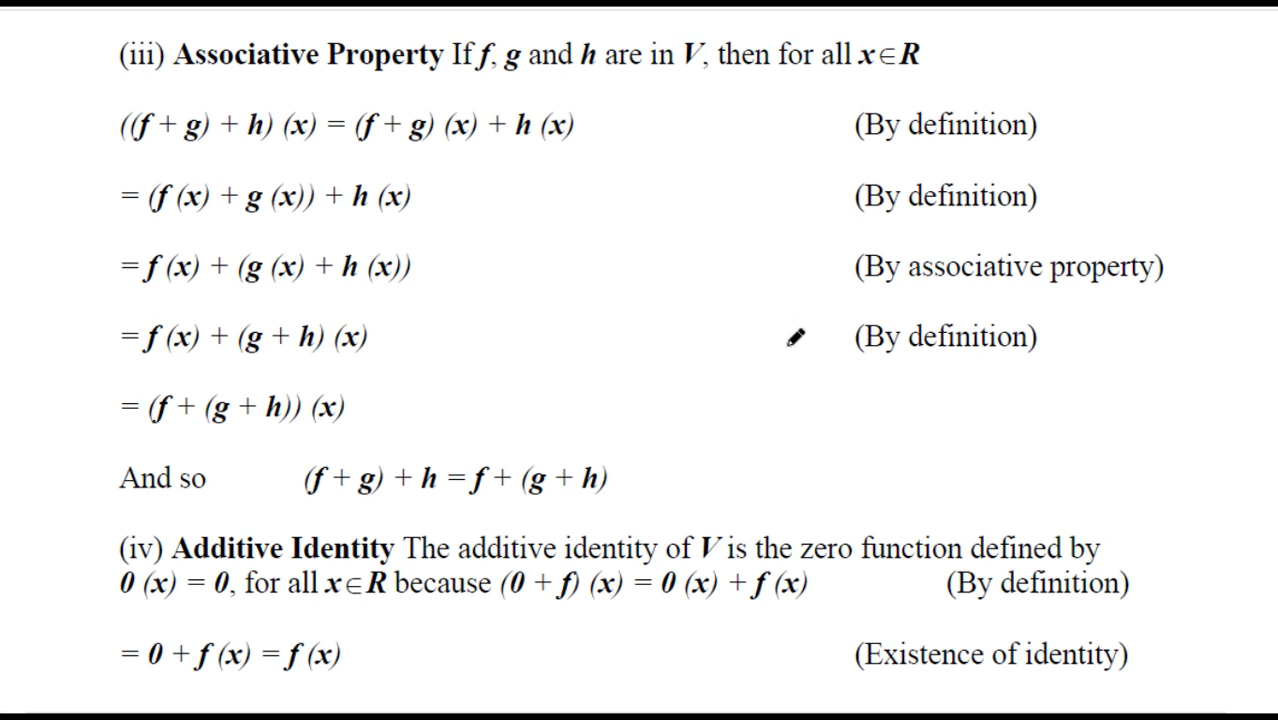 (iii) Associative Property If f, g and h are in V, then for all x∈R
((f + g) + h) (x) = (f + g) (x) + h (x) (By definition)
= (f (x) + g (x)) + h (x) (By definition)
= f (x) + (g (x) + h (x)) (By associative property)
= f (x) + (g + h) (x) (By definition)
= (f + (g + h)) (x)
And so (f + g) + h = f + (g + h)
(iv) Additive Identity The additive identity of V is the zero function defined by
0 (x) = 0, for all x∈R because (0 + f) (x) = 0 (x) + f (x) (By definition)
= 0 + f (x) = f (x) (Existence of identity)